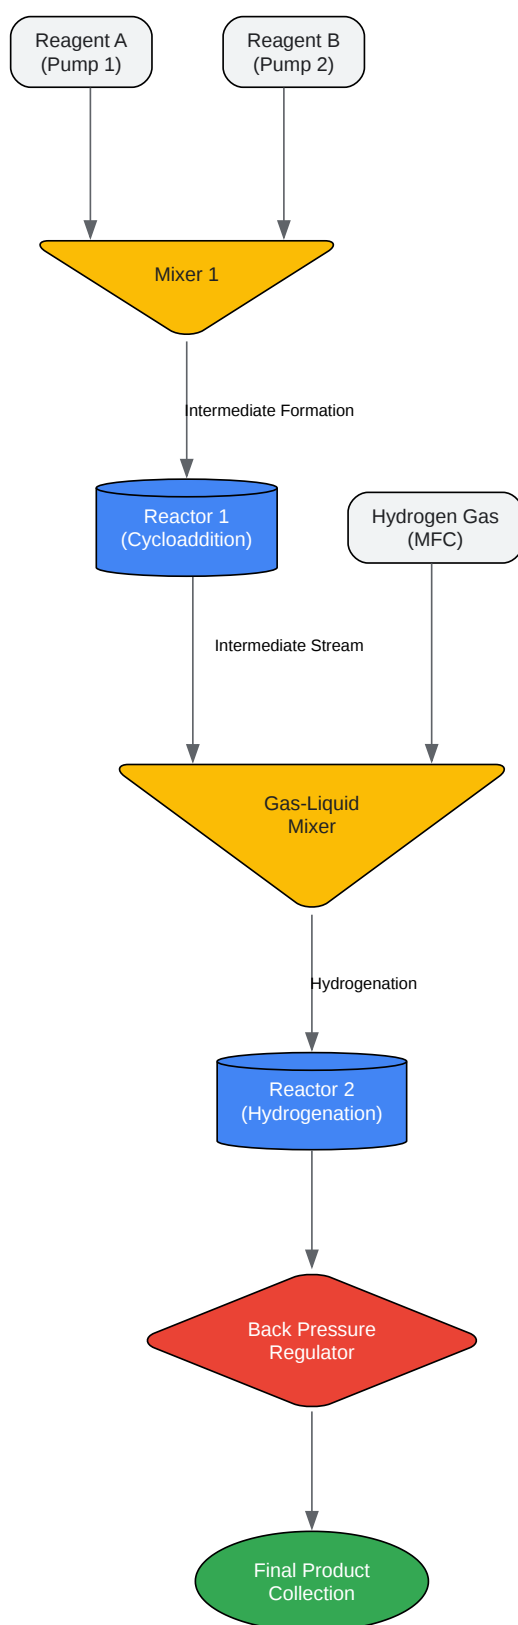 Reagent A
(Pump 1)
Reagent B
(Pump 2)
Mixer 1
Intermediate Formation
Reactor 1
(Cycloaddition)
Hydrogen Gas
(MFC)
Intermediate Stream
Gas-Liquid
Mixer
Hydrogenation
Reactor 2
(Hydrogenation)
Back Pressure
Regulator
Final Product
Collection